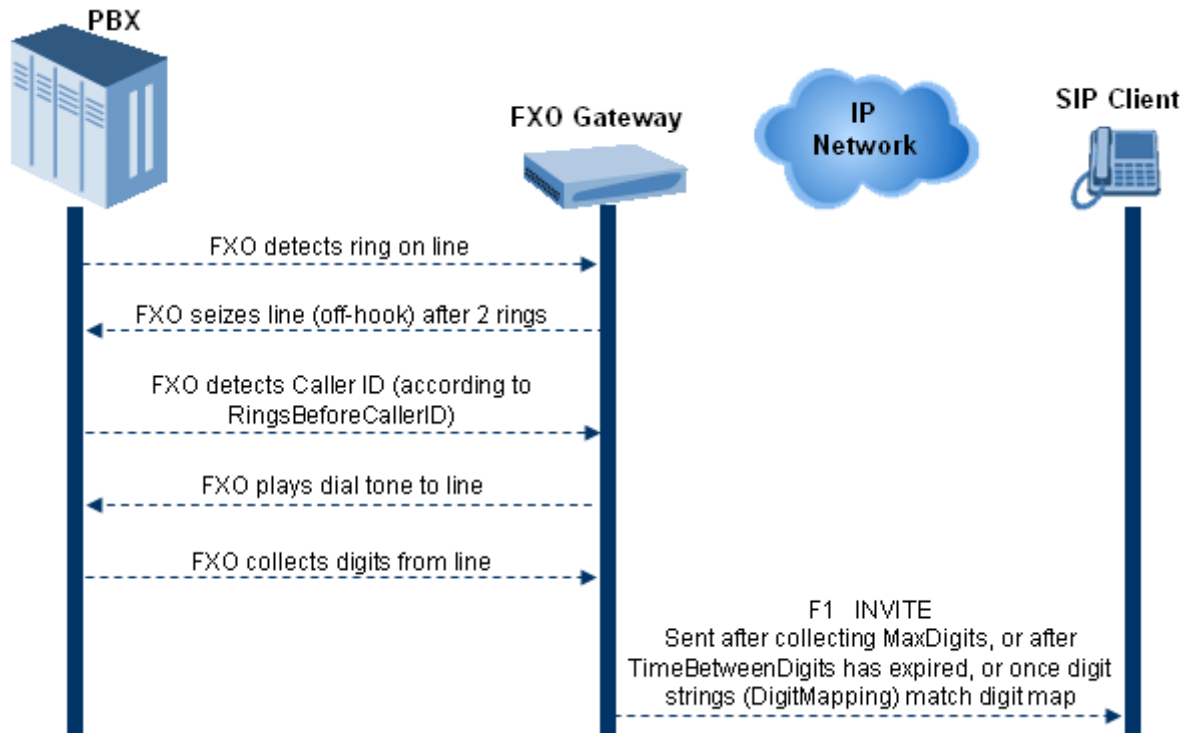 PBX
FXO Gateway
IP
Network
SIP Client
FXO detects ring on line
FXO seizes line (off-hook) after 2 rings
FXO detects Caller ID (according to
RingsBeforeCallerID)
FXO plays dial tone to line
FXO collects digits from line
F1 INVITE
Sent after collecting MaxDigits, or after
TimeBetweenDigits has expired, or once digit
strings (DigitMapping) match digit map